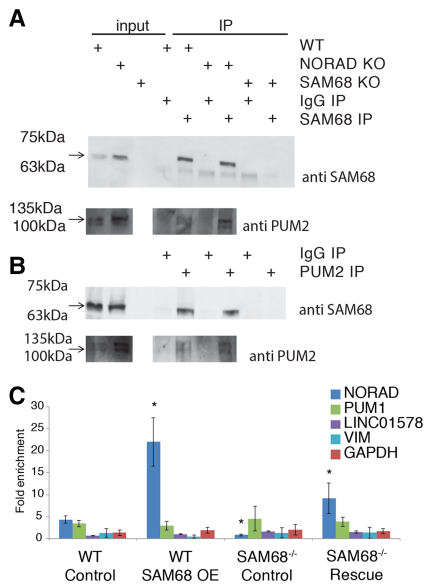 A
input IP
+ + + WT
+ + + NORAD KO
+ + + SAM68 KO
+ + + + IgG IP
+ + + SAM68 IP
75kDa
63kDa
anti SAM68
135kDa
100kDa
anti PUM2
B
+ + + IgG IP
+ + + PUM2 IP
75kDa
63kDa
anti SAM68
135kDa
100kDa
anti PUM2
C
Fold enrichment
30
25
20
15
10
5
0
* * *
NORAD
PUM1
LINC01578
VIM
GAPDH
WT Control
WT SAM68 OE
SAM68-/- Control
SAM68-/- Rescue